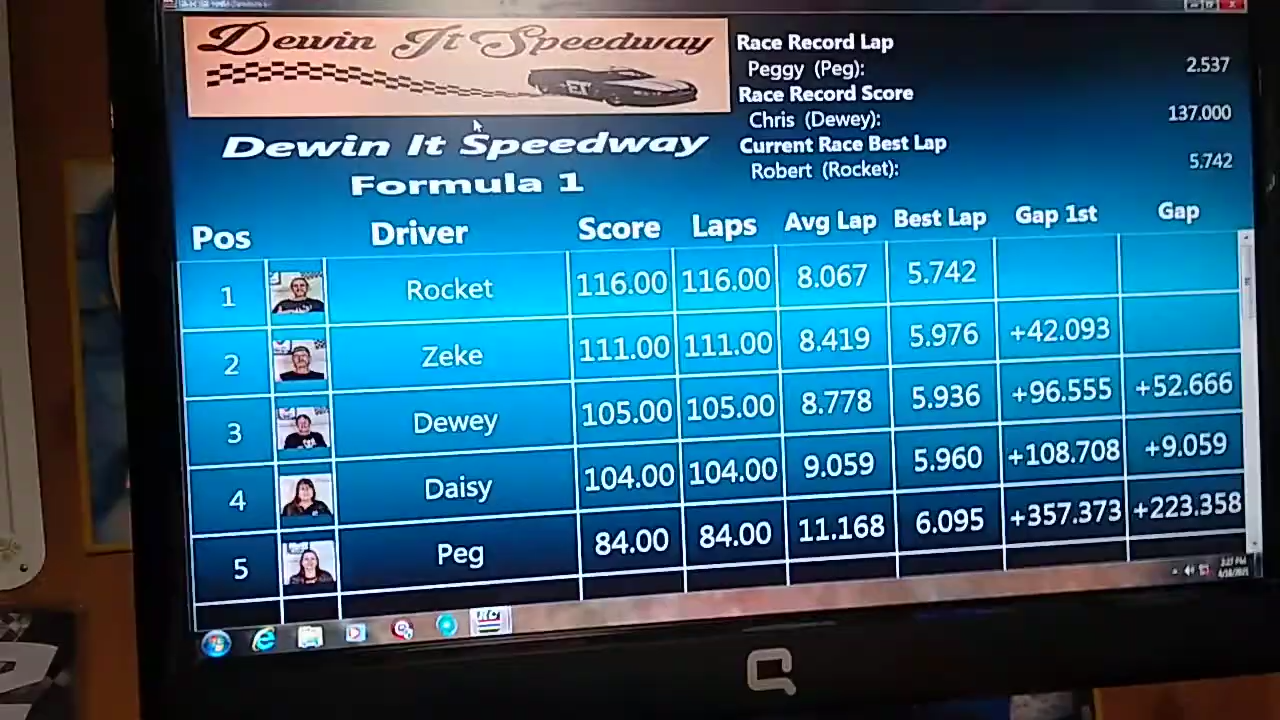 Dewin It Speedway
Dewin It Speedway
Formula 1
Race Record Lap
Peggy (Peg): 2.537
Race Record Score
Chris (Dewey): 137.000
Current Race Best Lap
Robert (Rocket): 5.742
Pos Driver Score Laps Avg Lap Best Lap Gap 1st Gap
1 Rocket 116.00 116.00 8.067 5.742
2 Zeke 111.00 111.00 8.419 5.976 +42.093
3 Dewey 105.00 105.00 8.778 5.936 +96.555 +52.666
4 Daisy 104.00 104.00 9.059 5.960 +108.708 +9.059
5 Peg 84.00 84.00 11.168 6.095 +357.373 +223.358
RC